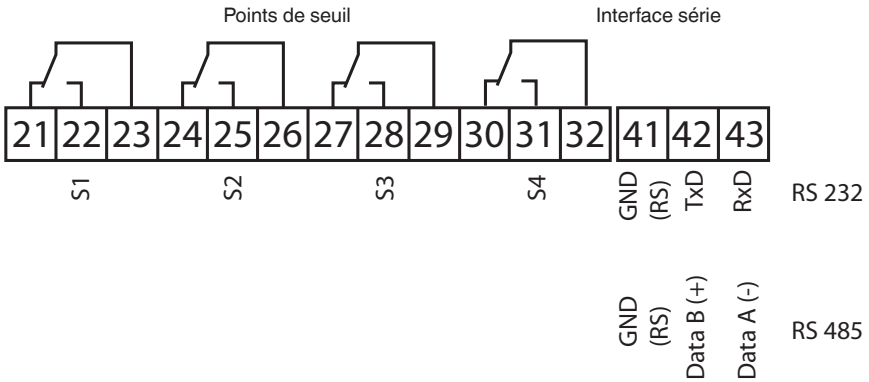 Points de seuil
Interface série
21 22 23 24 25 26 27 28 29 30 31 32 41 42 43
S1
S2
S3
S4
GND
(RS)
TxD
RxD
RS 232
GND
(RS)
Data B (+)
Data A (-)
RS 485